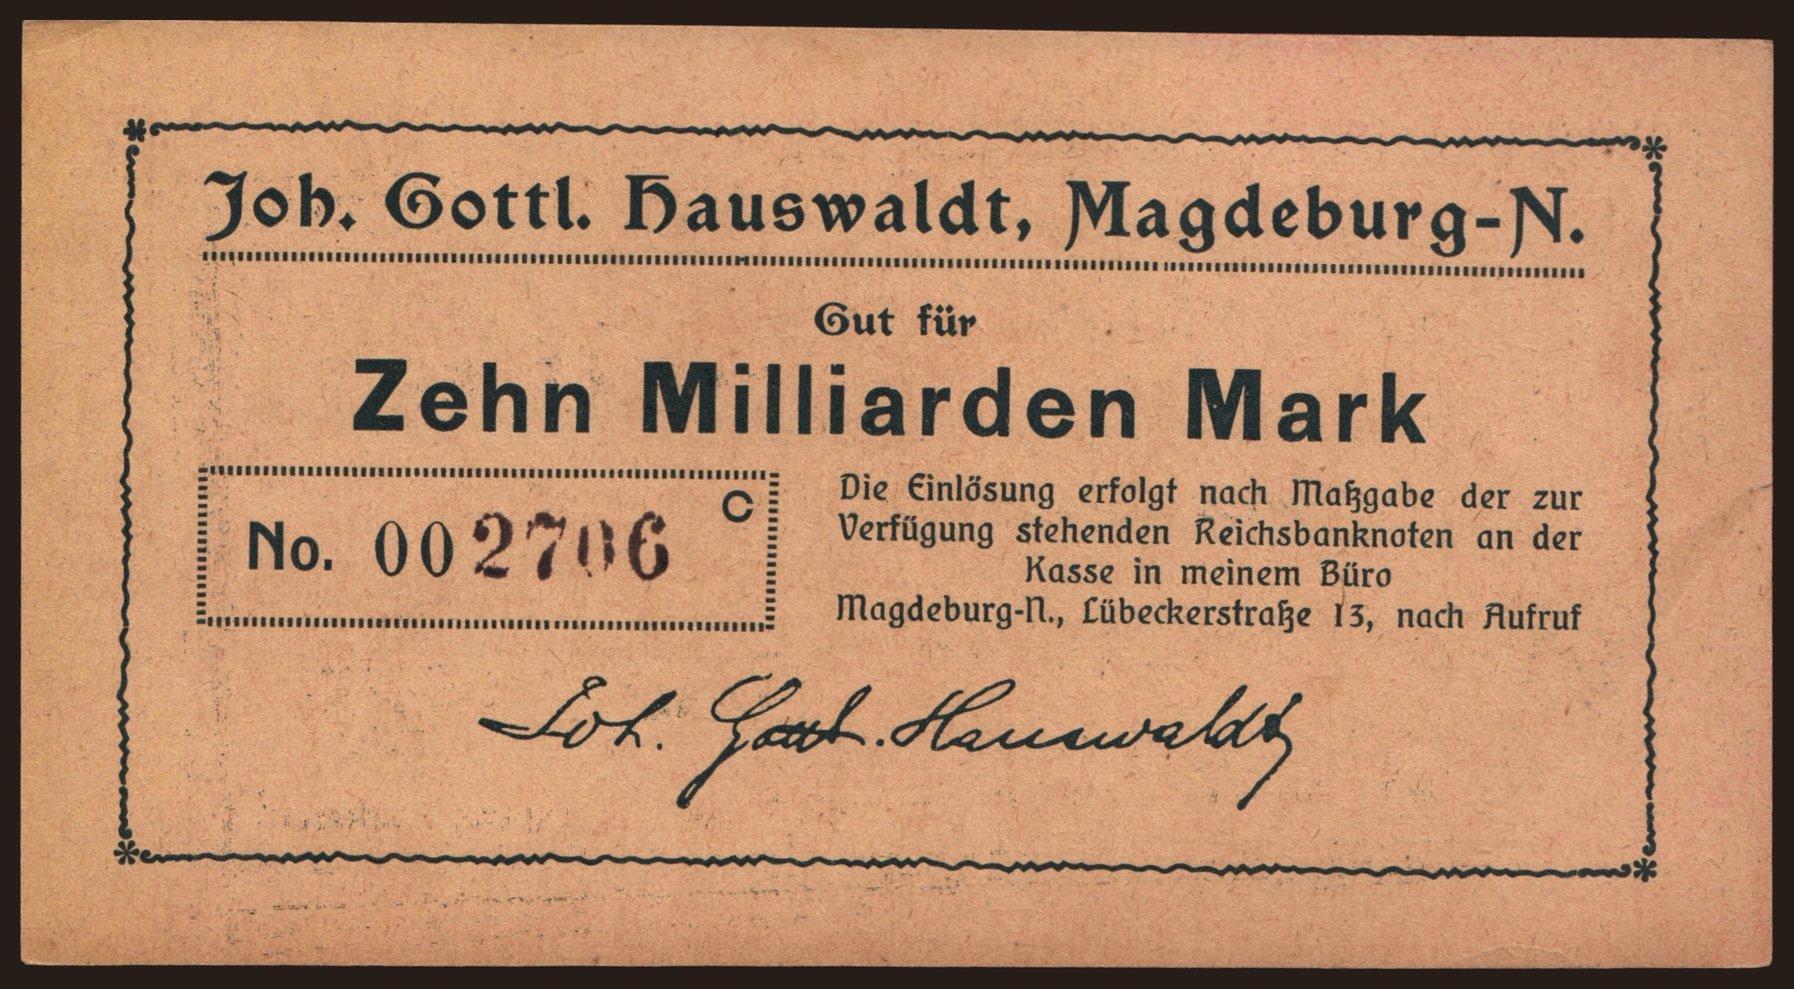 Joh. Gottl. Hauswaldt, Magdeburg-N.
Gut für
Zehn Milliarden Mark
No. 002706 C
Die Einlösung erfolgt nach Maßgabe der zur
Verfügung stehenden Reichsbanknoten an der
Kasse in meinem Büro
Magdeburg-N., Lübeckerstraße 13, nach Aufruf
Joh. Gottl. Hauswaldt